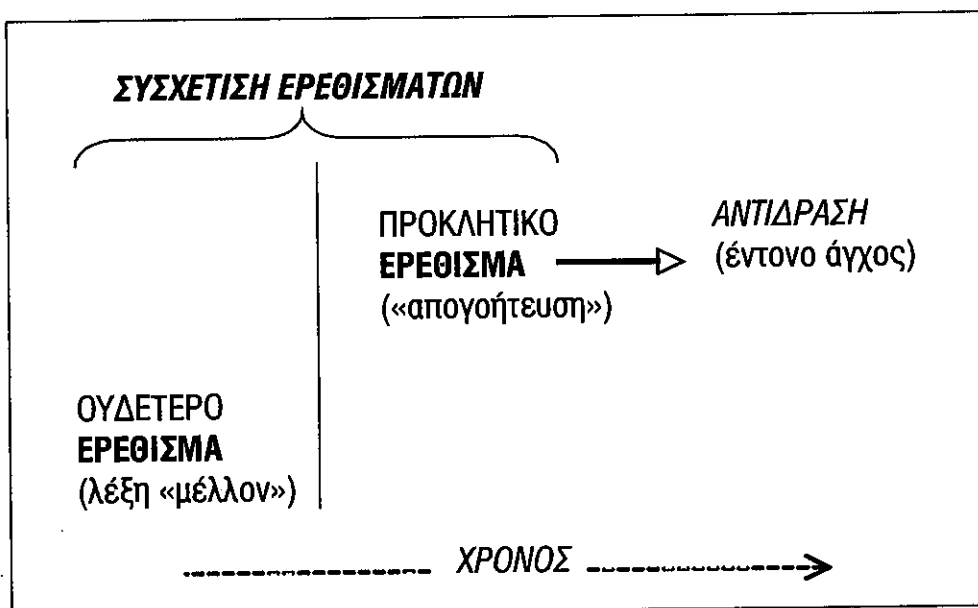 ΣΥΣΧΕΤΙΣΗ ΕΡΕΘΙΣΜΑΤΩΝ
ΠΡΟΚΛΗΤΙΚΟ
ΕΡΕΘΙΣΜΑ
(«απογοήτευση»)
ΑΝΤΙΔΡΑΣΗ
(έντονο άγχος)
ΟΥΔΕΤΕΡΟ
ΕΡΕΘΙΣΜΑ
(λέξη «μέλλον»)
ΧΡΟΝΟΣ